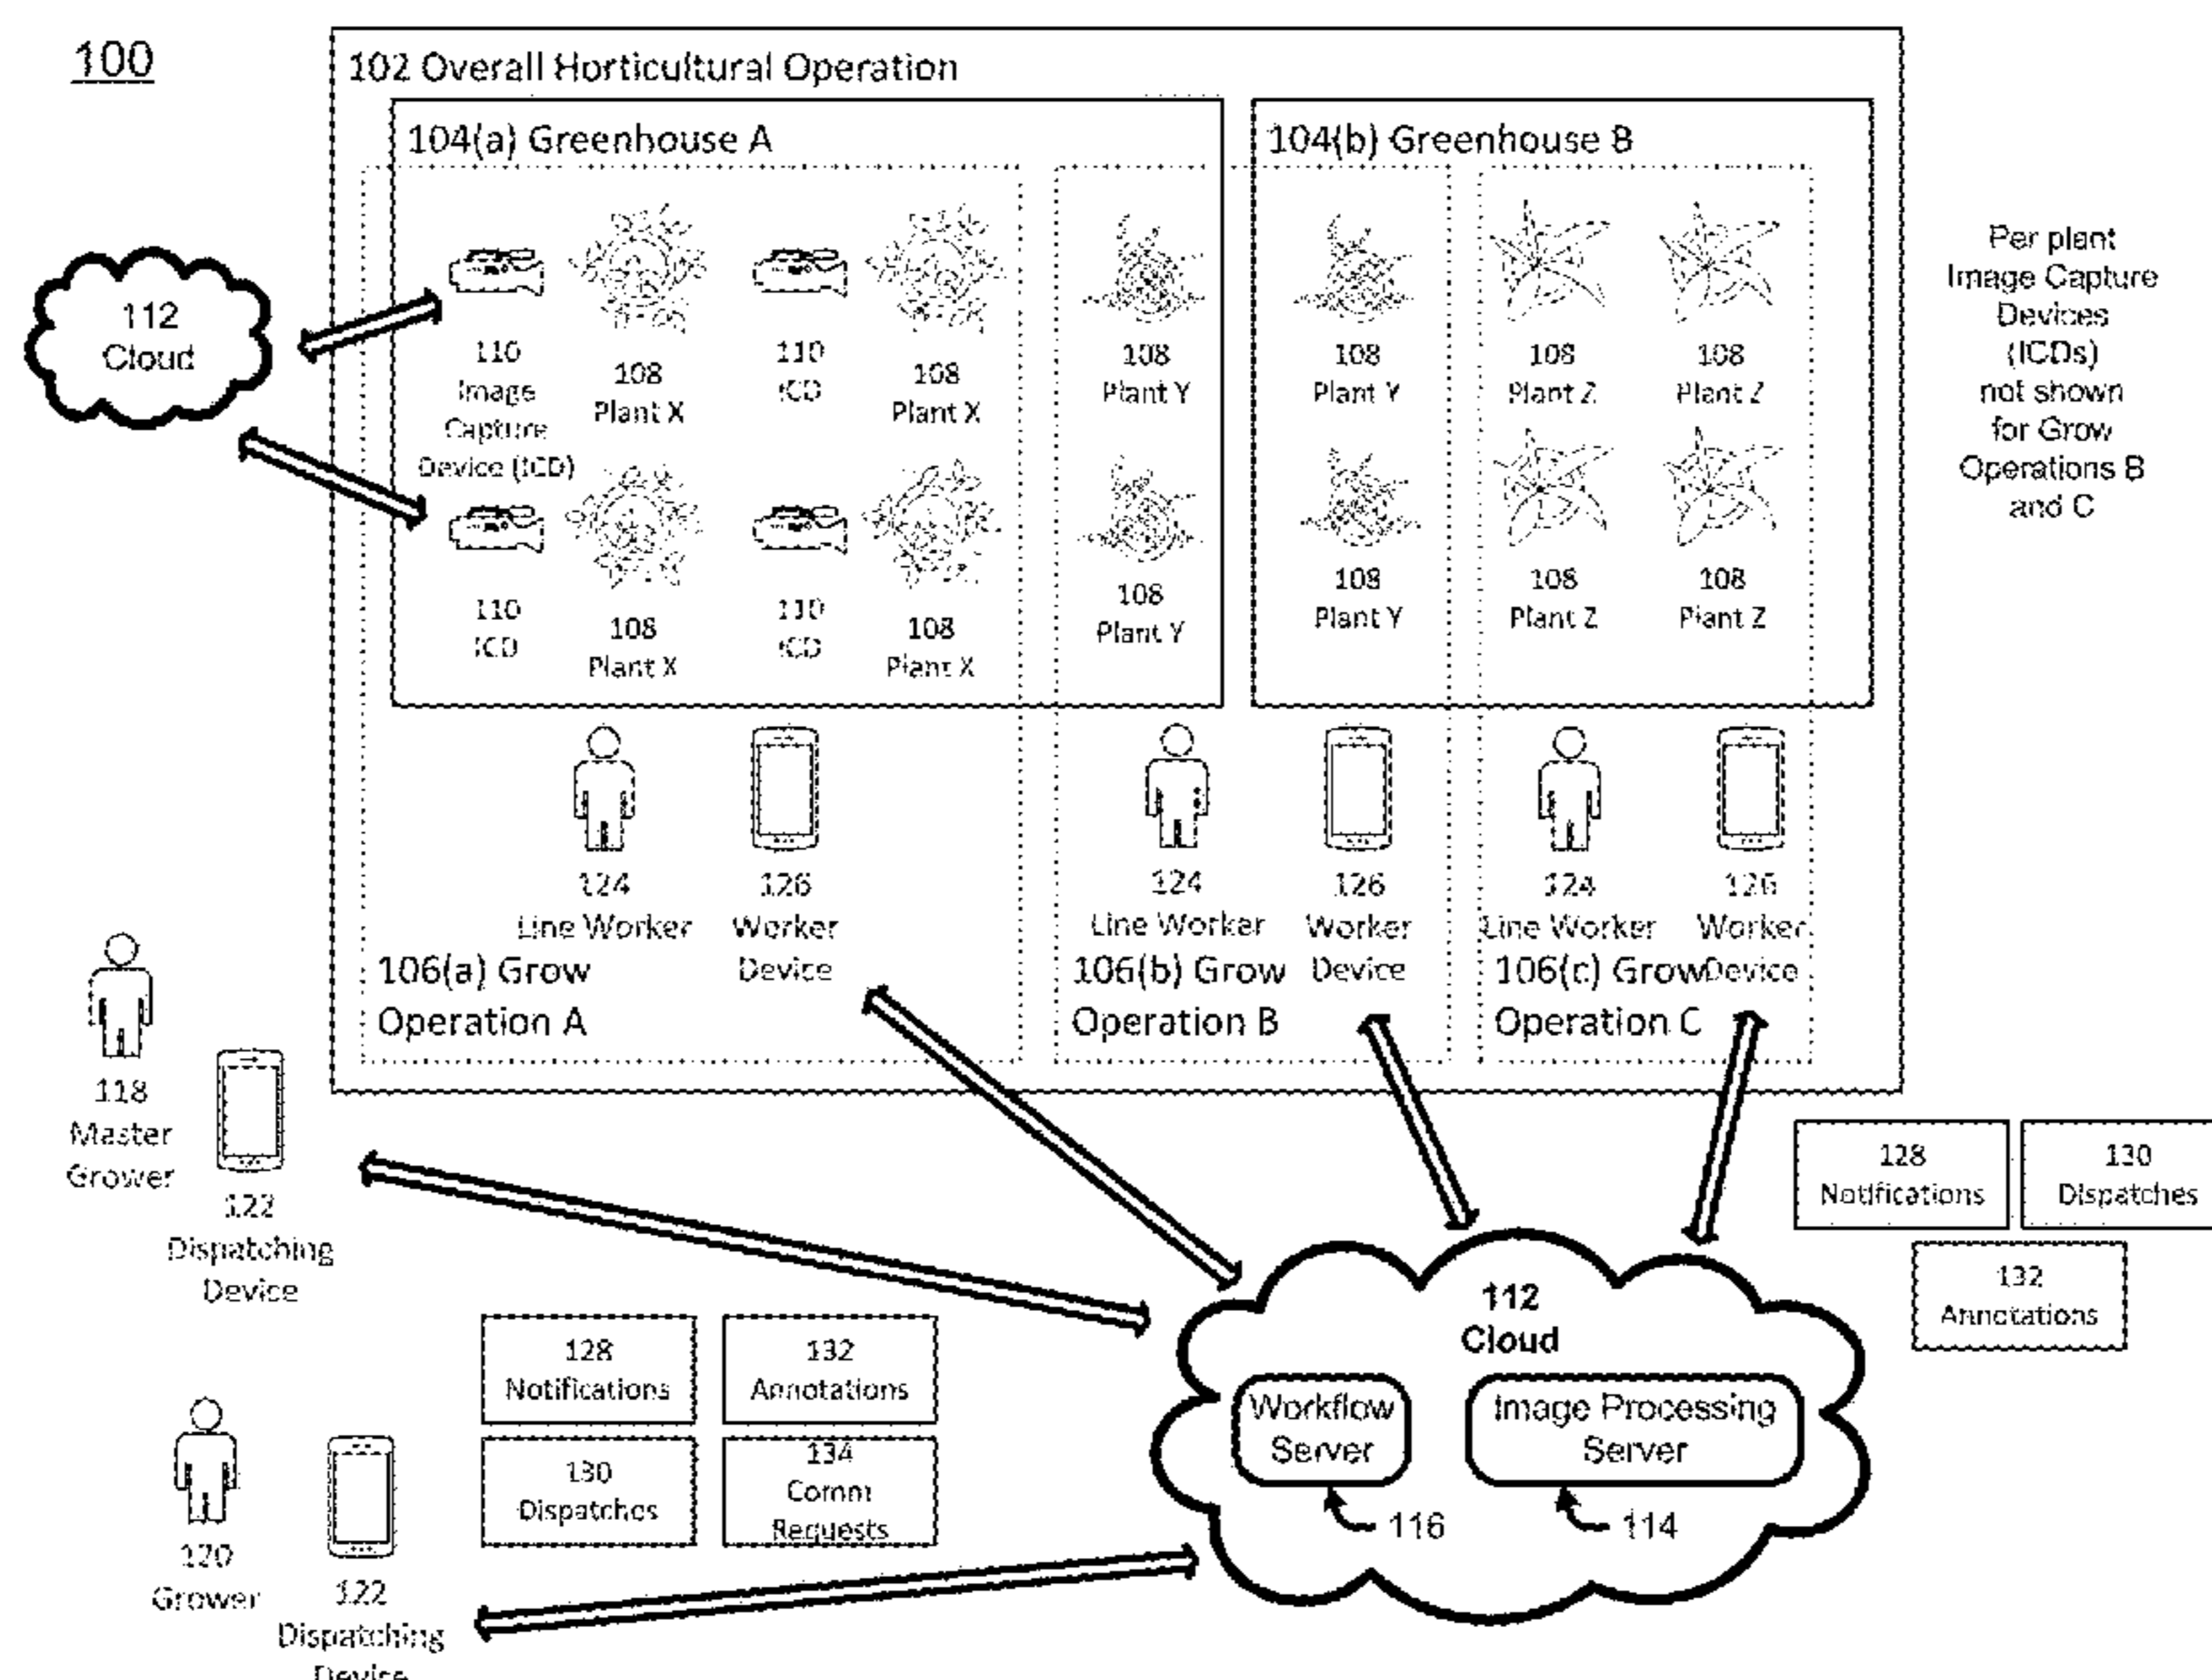 100
102 Overall Horticultural Operation
104(a) Greenhouse A
104(b) Greenhouse B
112
Cloud
110
Image
Capture
Device (ICD)
108
Plant X
110
ICD
108
Plant X
108
Plant Y
108
Plant Y
108
Plant Z
108
Plant Z
110
ICD
108
Plant X
110
ICD
108
Plant X
108
Plant Y
108
Plant Y
108
Plant Z
108
Plant Z
Per plant
Image Capture
Devices
(ICDs)
not shown
for Grow
Operations B
and C
124
Line Worker
126
Worker
Device
106(a) Grow
Operation A
124
Line Worker
126
Worker
Device
106(b) Grow
Operation B
124
Line Worker
126
Worker
Device
106(c) Grow
Operation C
118
Master
Grower
122
Dispatching
Device
128
Notifications
130
Dispatches
132
Annotations
128
Notifications
132
Annotations
130
Dispatches
134
Comm
Requests
120
Grower
122
Dispatching
Device
112
Cloud
Workflow
Server
Image Processing
Server
116
114